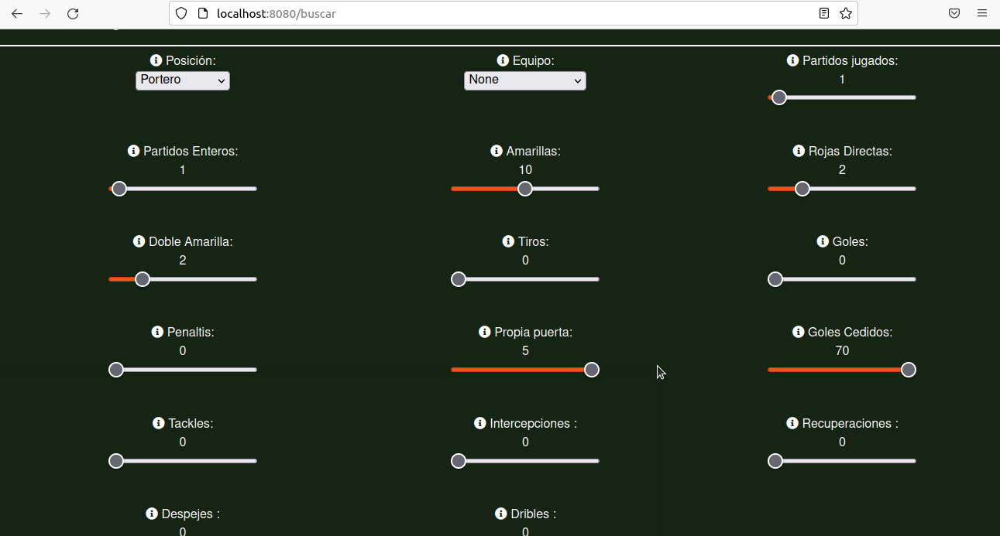 localhost:8080/buscar
Posición: Equipo: Partidos jugados:
Portero None 1
Partidos Enteros: Amarillas: Rojas Directas:
1 10 2
Doble Amarilla: Tiros: Goles:
2 0 0
Penaltis: Propia puerta: Goles Cedidos:
0 5 70
Tackles: Intercepciones : Recuperaciones :
0 0 0
Despejes : Dribles :
0 0